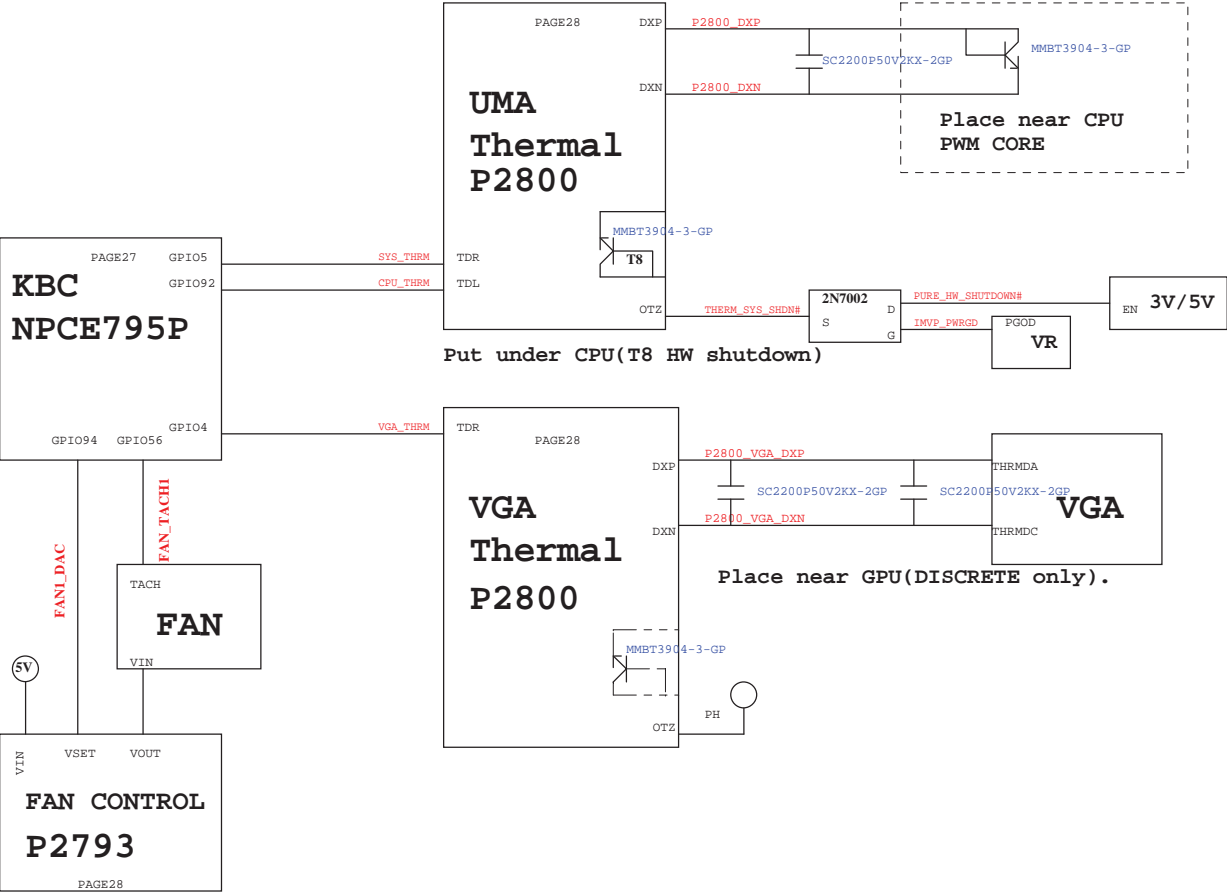 PAGE28
DXP
P2800_DXP
SC2200P50V2KX-2GP
MMBT3904-3-GP
DXN
P2800_DXN
Place near CPU
PWM CORE
UMA
Thermal
P2800
MMBT3904-3-GP
T8
TDR
TDL
OTZ
SYS_THRM
CPU_THRM
PAGE27
GPIO5
GPIO92
KBC
NPCE795P
GPIO4
GPIO94
GPIO56
THERM_SYS_SHDN#
2N7002
S
D
G
PURE_HW_SHUTDOWN#
IMVP_PWRGD
EN
3V/5V
PGOD
VR
Put under CPU(T8 HW shutdown)
VGA_THRM
TDR
PAGE28
DXP
P2800_VGA_DXP
SC2200P50V2KX-2GP
SC2200P50V2KX-2GP
DXN
P2800_VGA_DXN
THRMDA
VGA
THRMDC
VGA
Thermal
P2800
Place near GPU(DISCRETE only).
MMBT3904-3-GP
OTZ
PH
FAN1_DAC
FAN_TACH1
TACH
FAN
VIN
5V
VIN
VSET
VOUT
FAN CONTROL
P2793
PAGE28